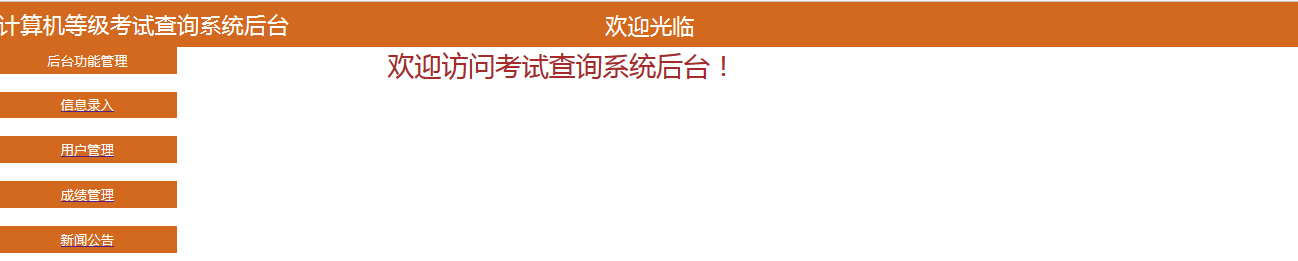 计算机等级考试查询系统后台
欢迎光临
后台功能管理
欢迎访问考试查询系统后台！
信息录入
用户管理
成绩管理
新闻公告